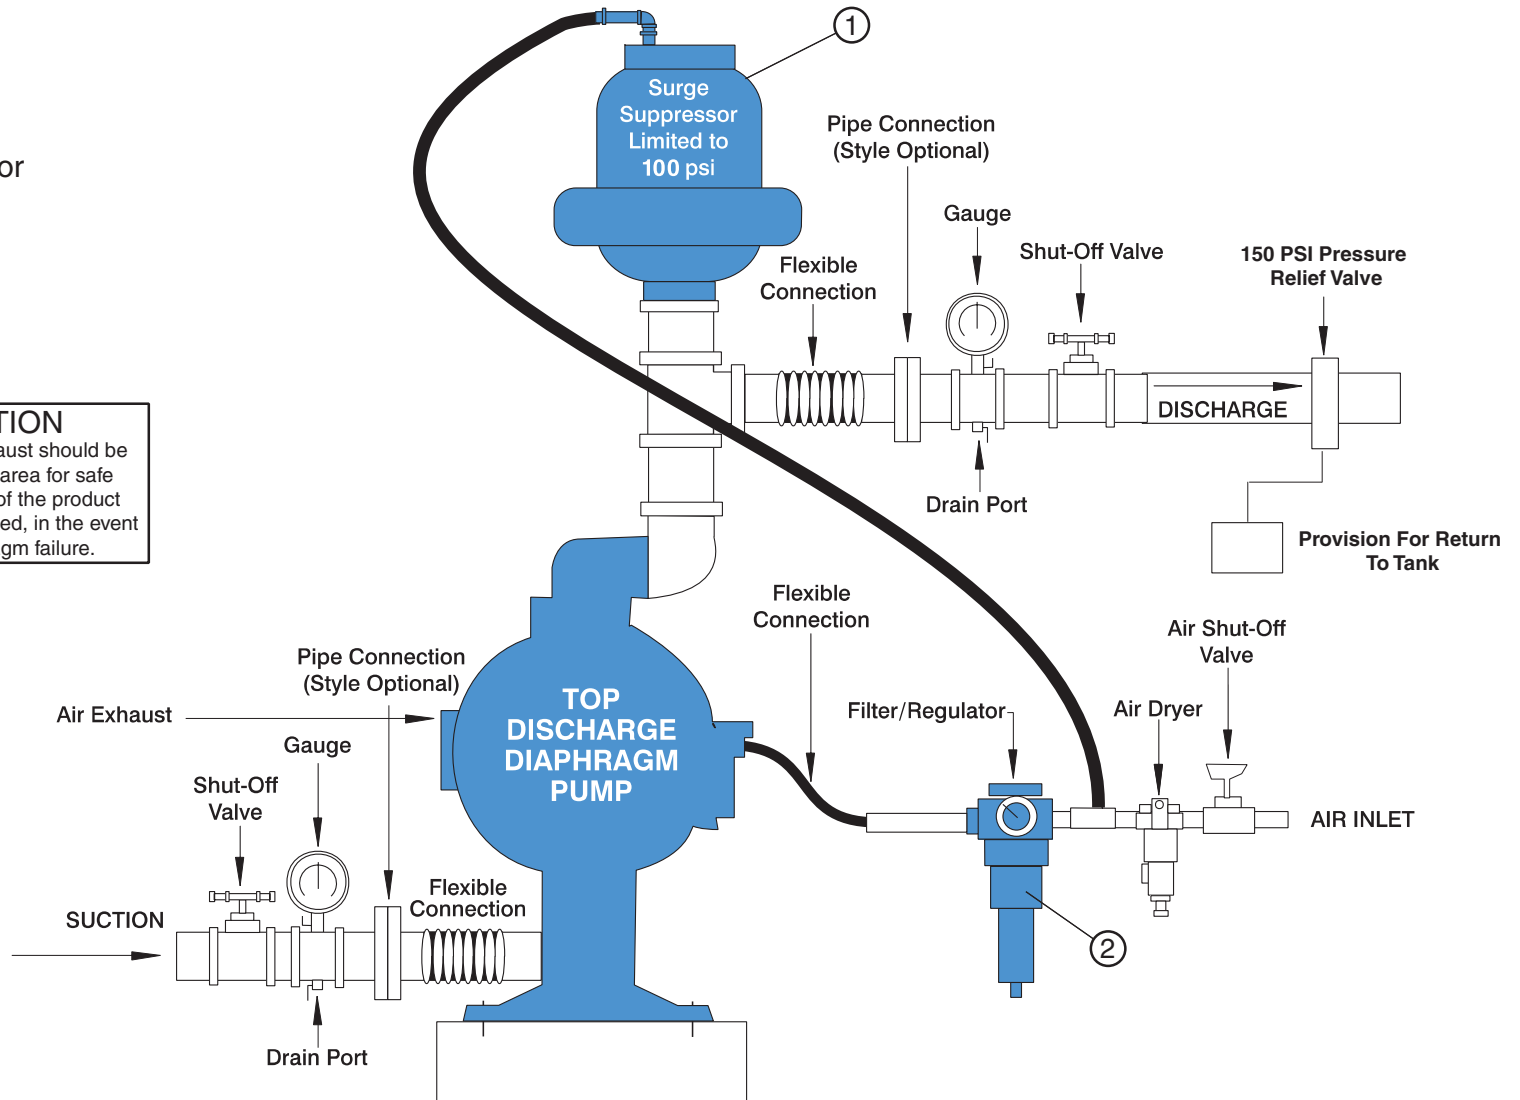 1
Surge
Suppressor
Limited to
100 psi
Pipe Connection
(Style Optional)
or
Gauge
Shut-Off Valve
150 PSI Pressure
Relief Valve
Flexible
Connection
DISCHARGE
TION
aust should be
area for safe
of the product
ed, in the event
gm failure.
Drain Port
Provision For Return
To Tank
Flexible
Connection
Air Shut-Off
Valve
Pipe Connection
(Style Optional)
Air Exhaust
TOP
DISCHARGE
DIAPHRAGM
PUMP
Filter/Regulator
Air Dryer
Gauge
Shut-Off
Valve
AIR INLET
Flexible
Connection
SUCTION
2
Drain Port